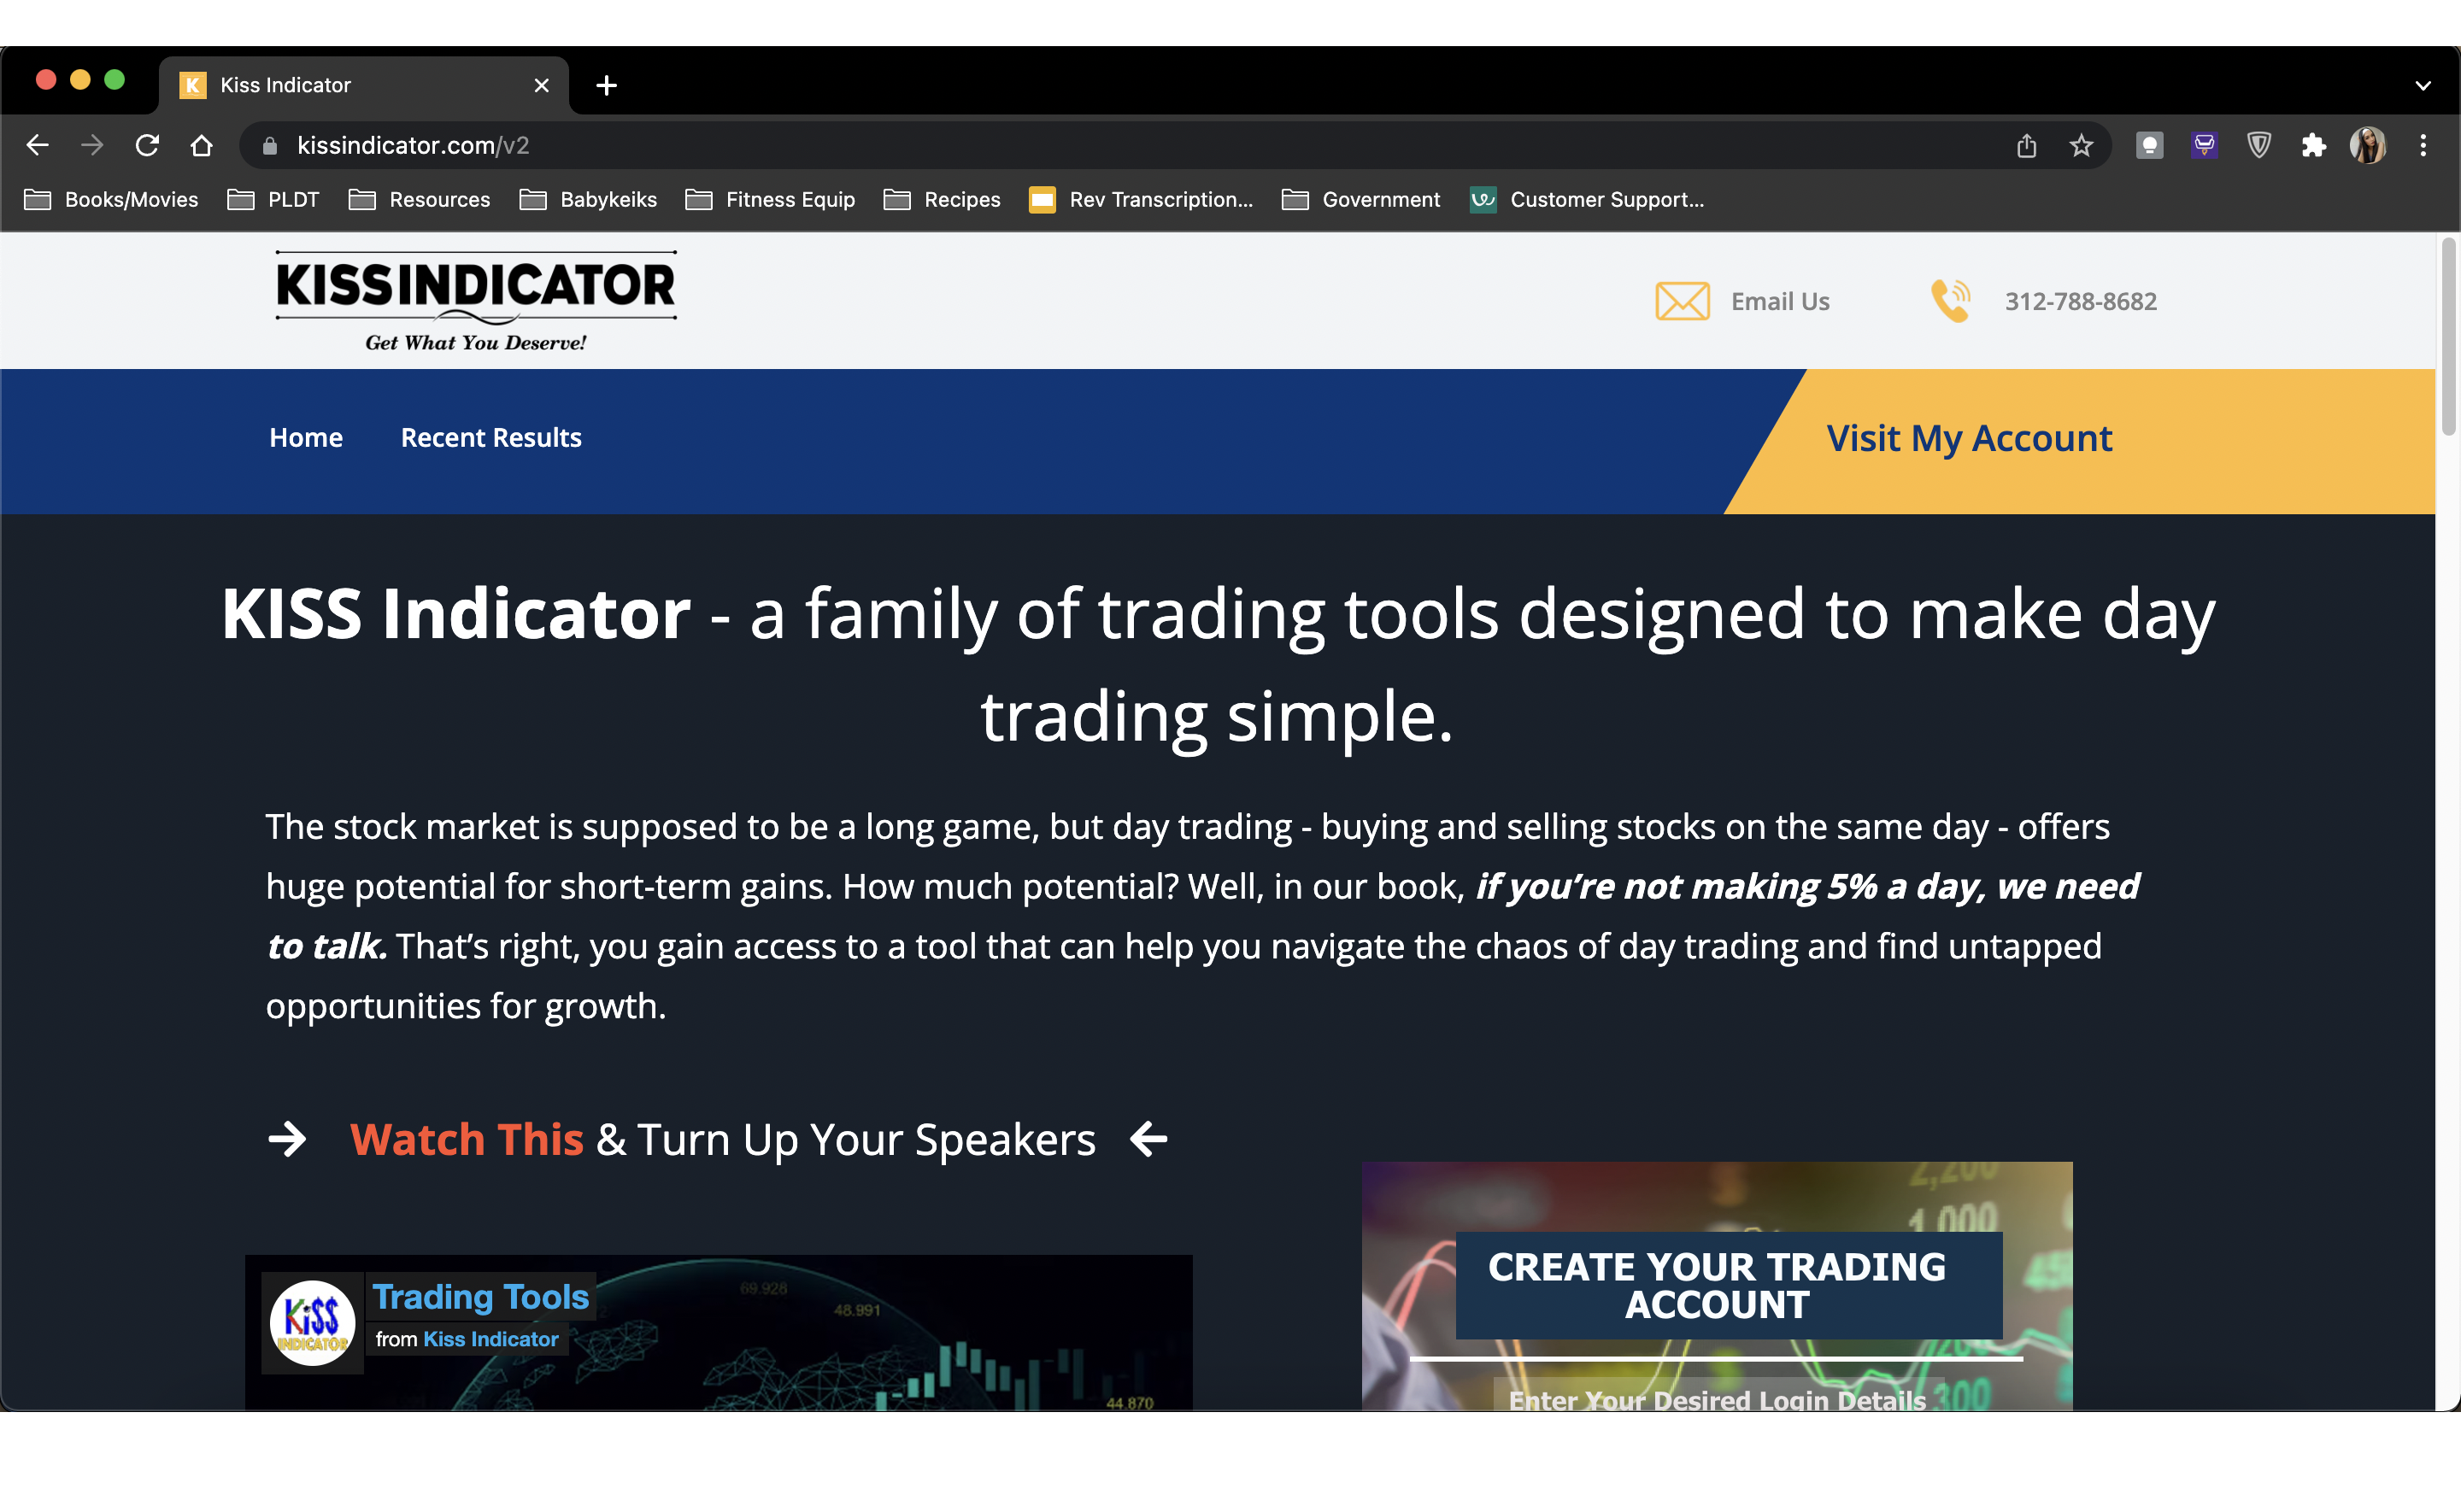 Kiss Indicator
kissindicator.com/v2
Books/Movies PLDT Resources Babykeiks Fitness Equip Recipes Rev Transcription... Government Customer Support...
KISSINDICATOR
Get What You Deserve!
Email Us 312-788-8682
Home Recent Results Visit My Account
KISS Indicator - a family of trading tools designed to make day
trading simple.
The stock market is supposed to be a long game, but day trading - buying and selling stocks on the same day - offers
huge potential for short-term gains. How much potential? Well, in our book, if you're not making 5% a day, we need
to talk. That's right, you gain access to a tool that can help you navigate the chaos of day trading and find untapped
opportunities for growth.
Watch This & Turn Up Your Speakers
KiSS
INDICATOR
Trading Tools
from Kiss Indicator
69.928
48.991
44.870
2,200
1,000
CREATE YOUR TRADING
ACCOUNT
Enter Your Desired Login Details
300